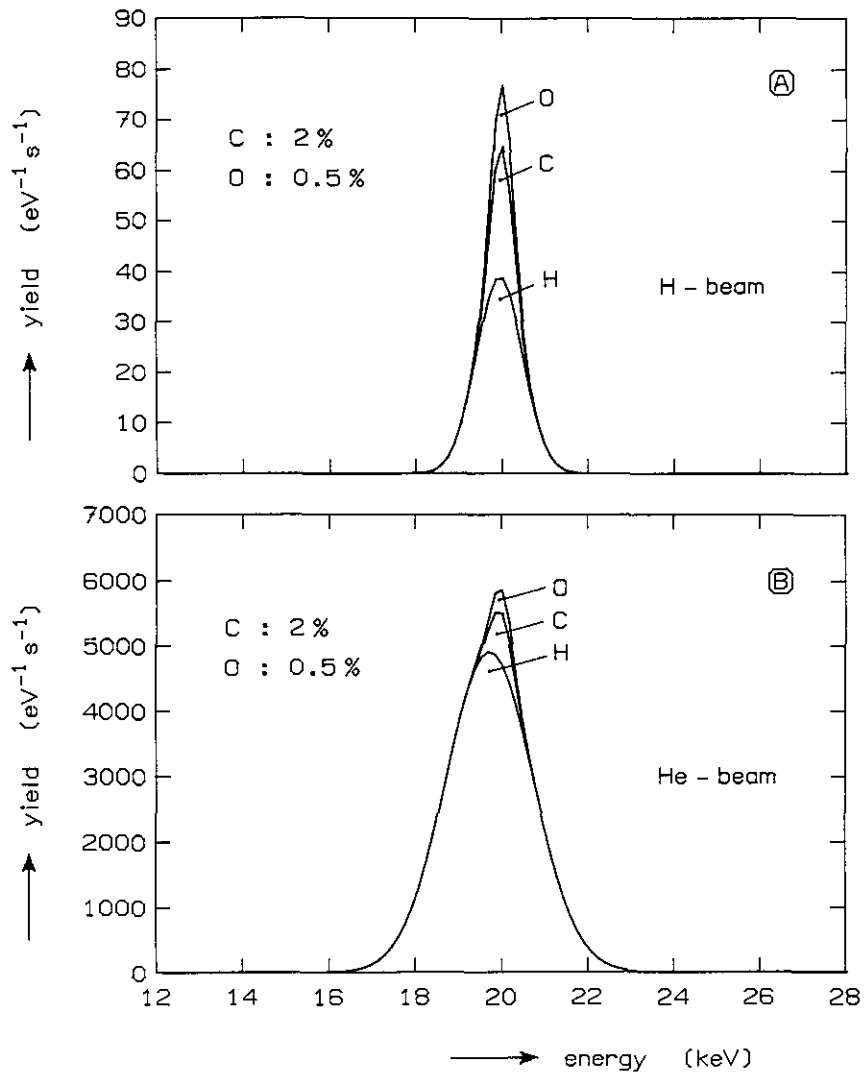 90
80
70
60
50
40
30
20
10
0
yield (eV⁻¹s⁻¹)
C : 2%
O : 0.5%
A
O
C
H
H - beam
7000
6000
5000
4000
3000
2000
1000
0
yield (eV⁻¹s⁻¹)
C : 2%
O : 0.5%
B
O
C
H
He - beam
12 14 16 18 20 22 24 26 28
energy (keV)